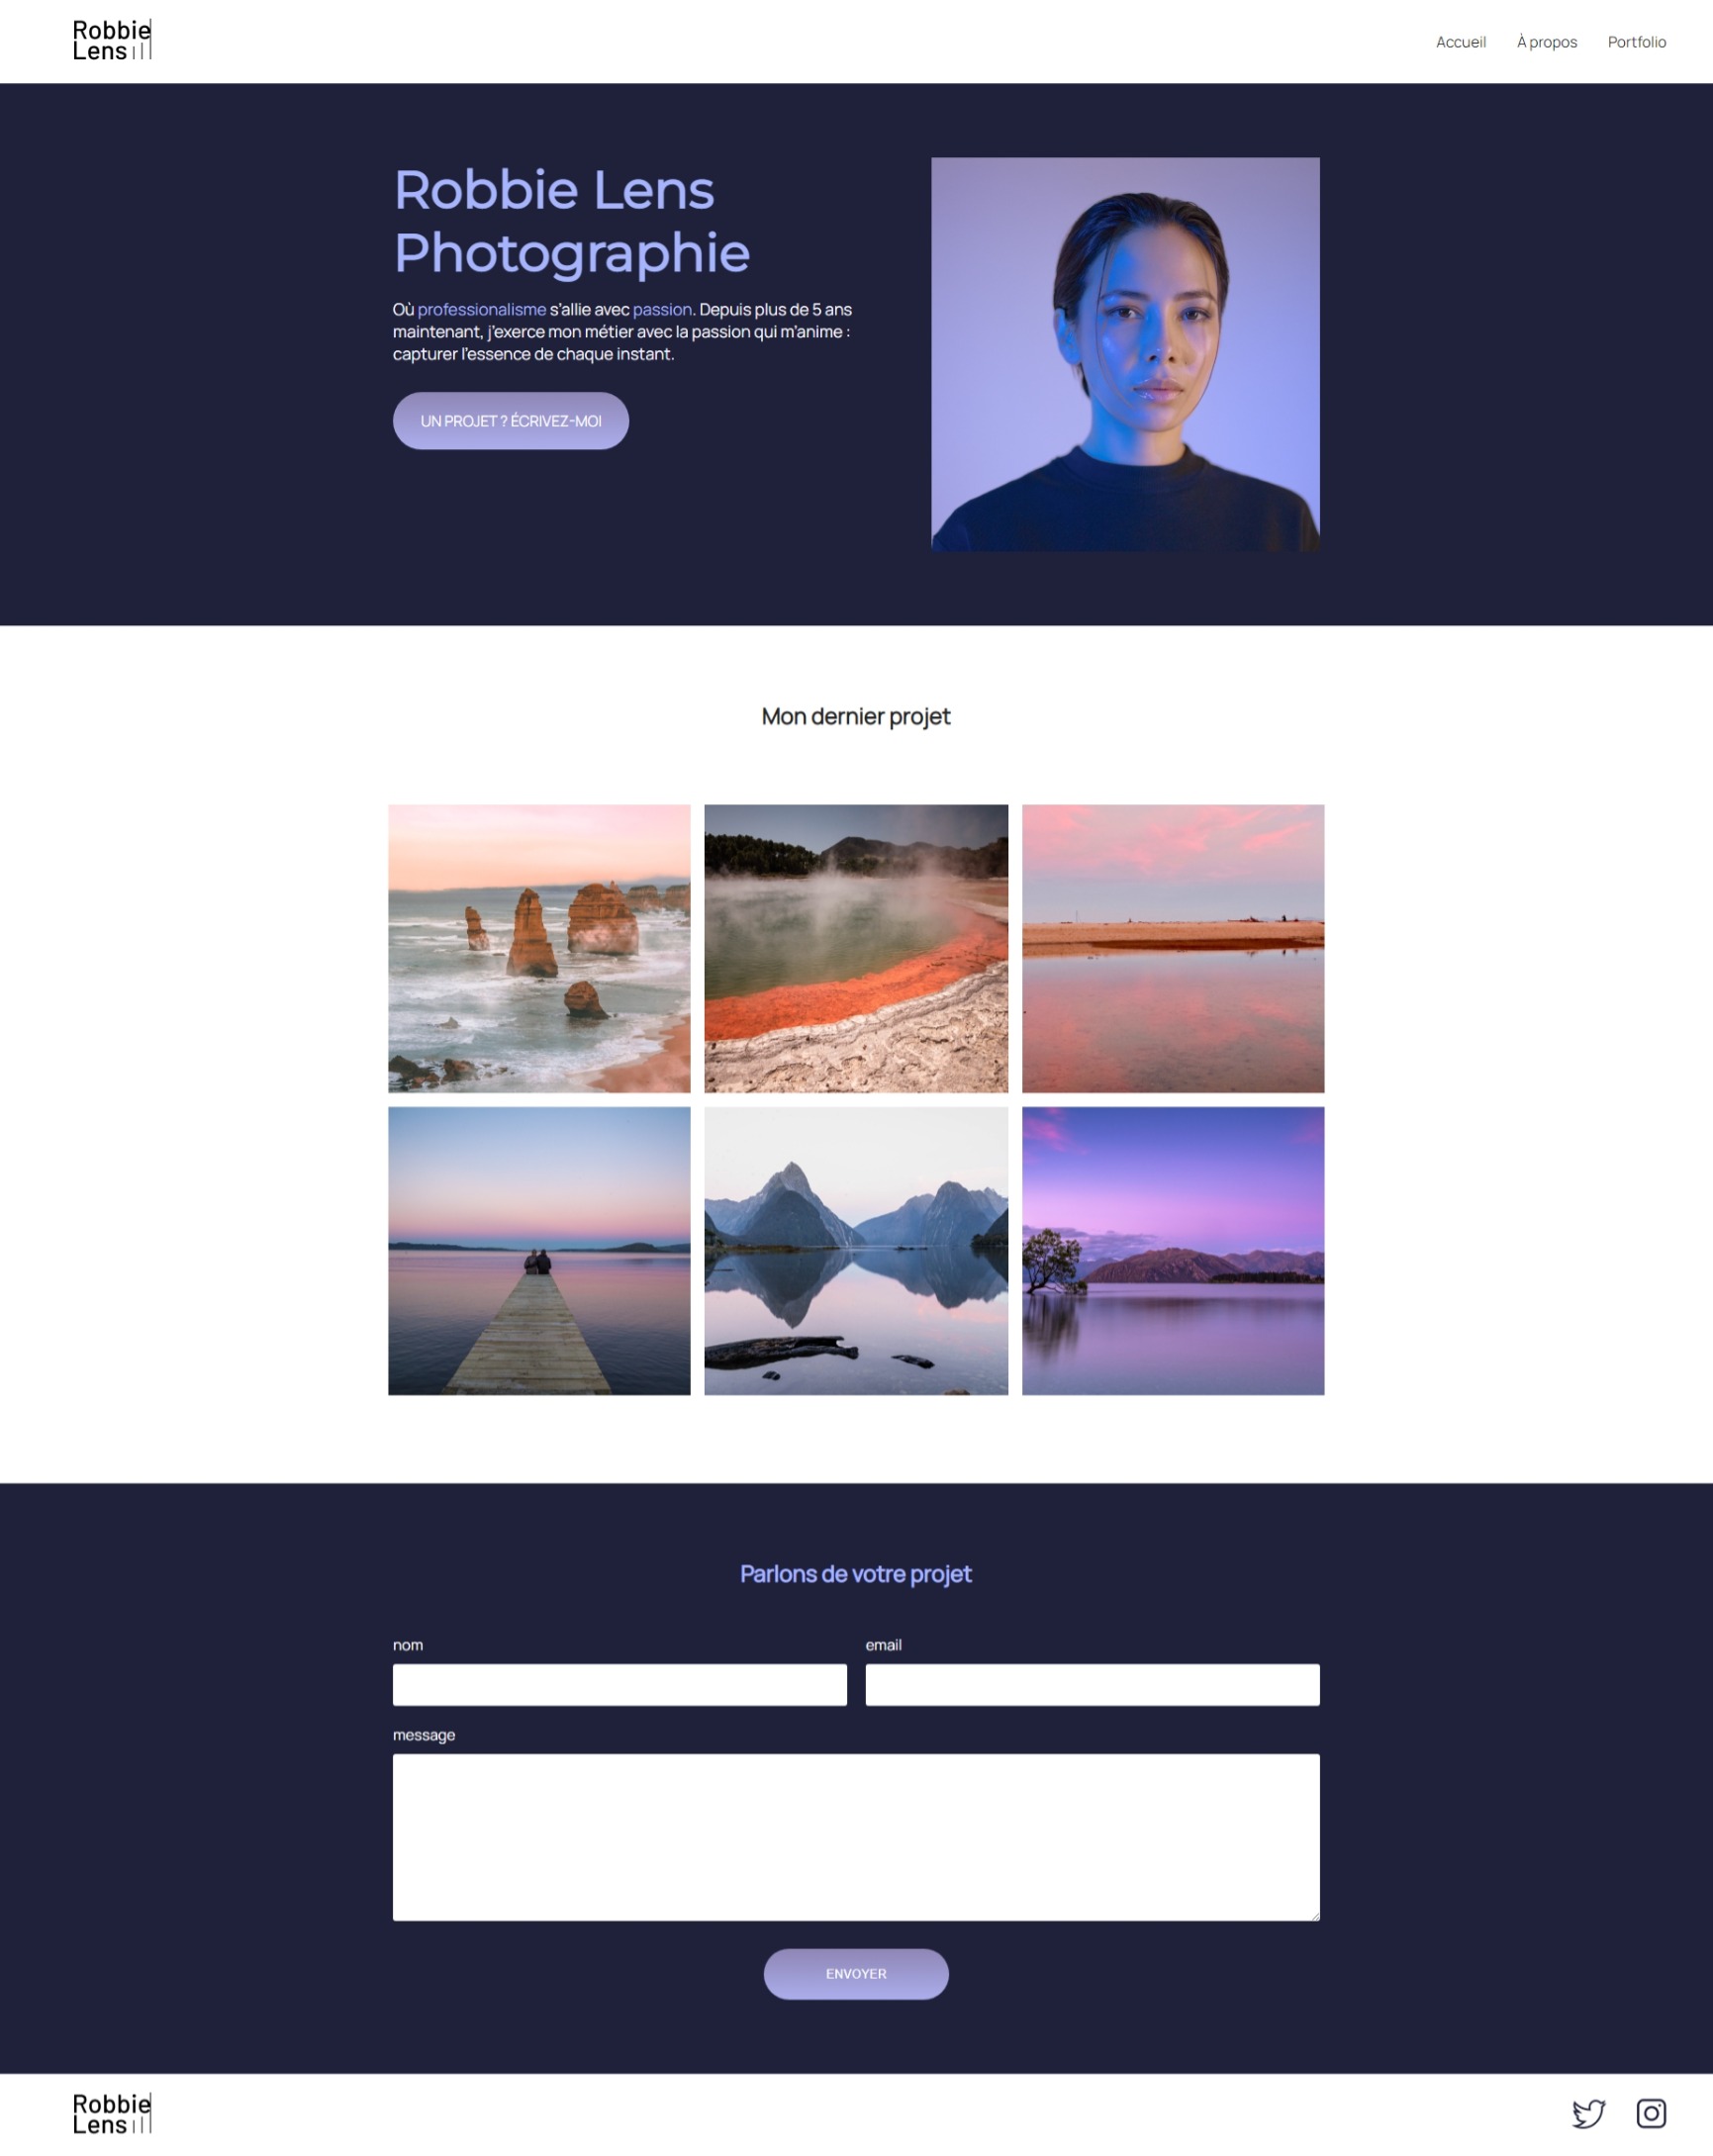 Robbie
Lens
Accueil À propos Portfolio
Robbie Lens
Photographie
Où professionalisme s'allie avec passion. Depuis plus de 5 ans
maintenant, j'exerce mon métier avec la passion qui m'anime :
capturer l'essence de chaque instant.
UN PROJET ? ÉCRIVEZ-MOI
Mon dernier projet
Parlons de votre projet
nom email
message
ENVOYER
Robbie
Lens